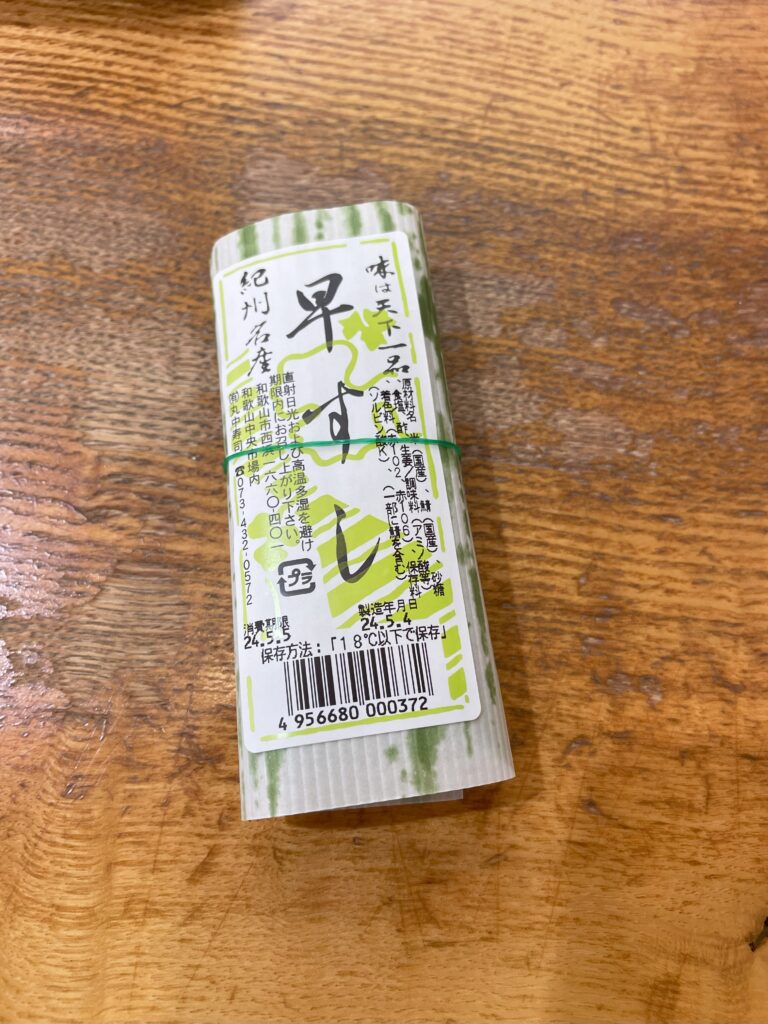 味は天下一品
早すし
紀州名産
原材料名 米(国産)、鯖(国産)、砂糖
、食塩、酢、生姜/調味料(アミノ酸等)
、着色料(赤102、赤106)、保存料
(ソルビン酸K)、(一部に鯖を含む)
直射日光および高温多湿を避け
期限内にお召し上がり下さい。
和歌山市西浜一六六〇-四〇一
和歌山中央市場内
㈲丸中寿司☎073-432-0572
プラ
製造年月日
24.5.4
消費期限
24.5.5
保存方法:「18℃以下で保存」
4 956680 000372